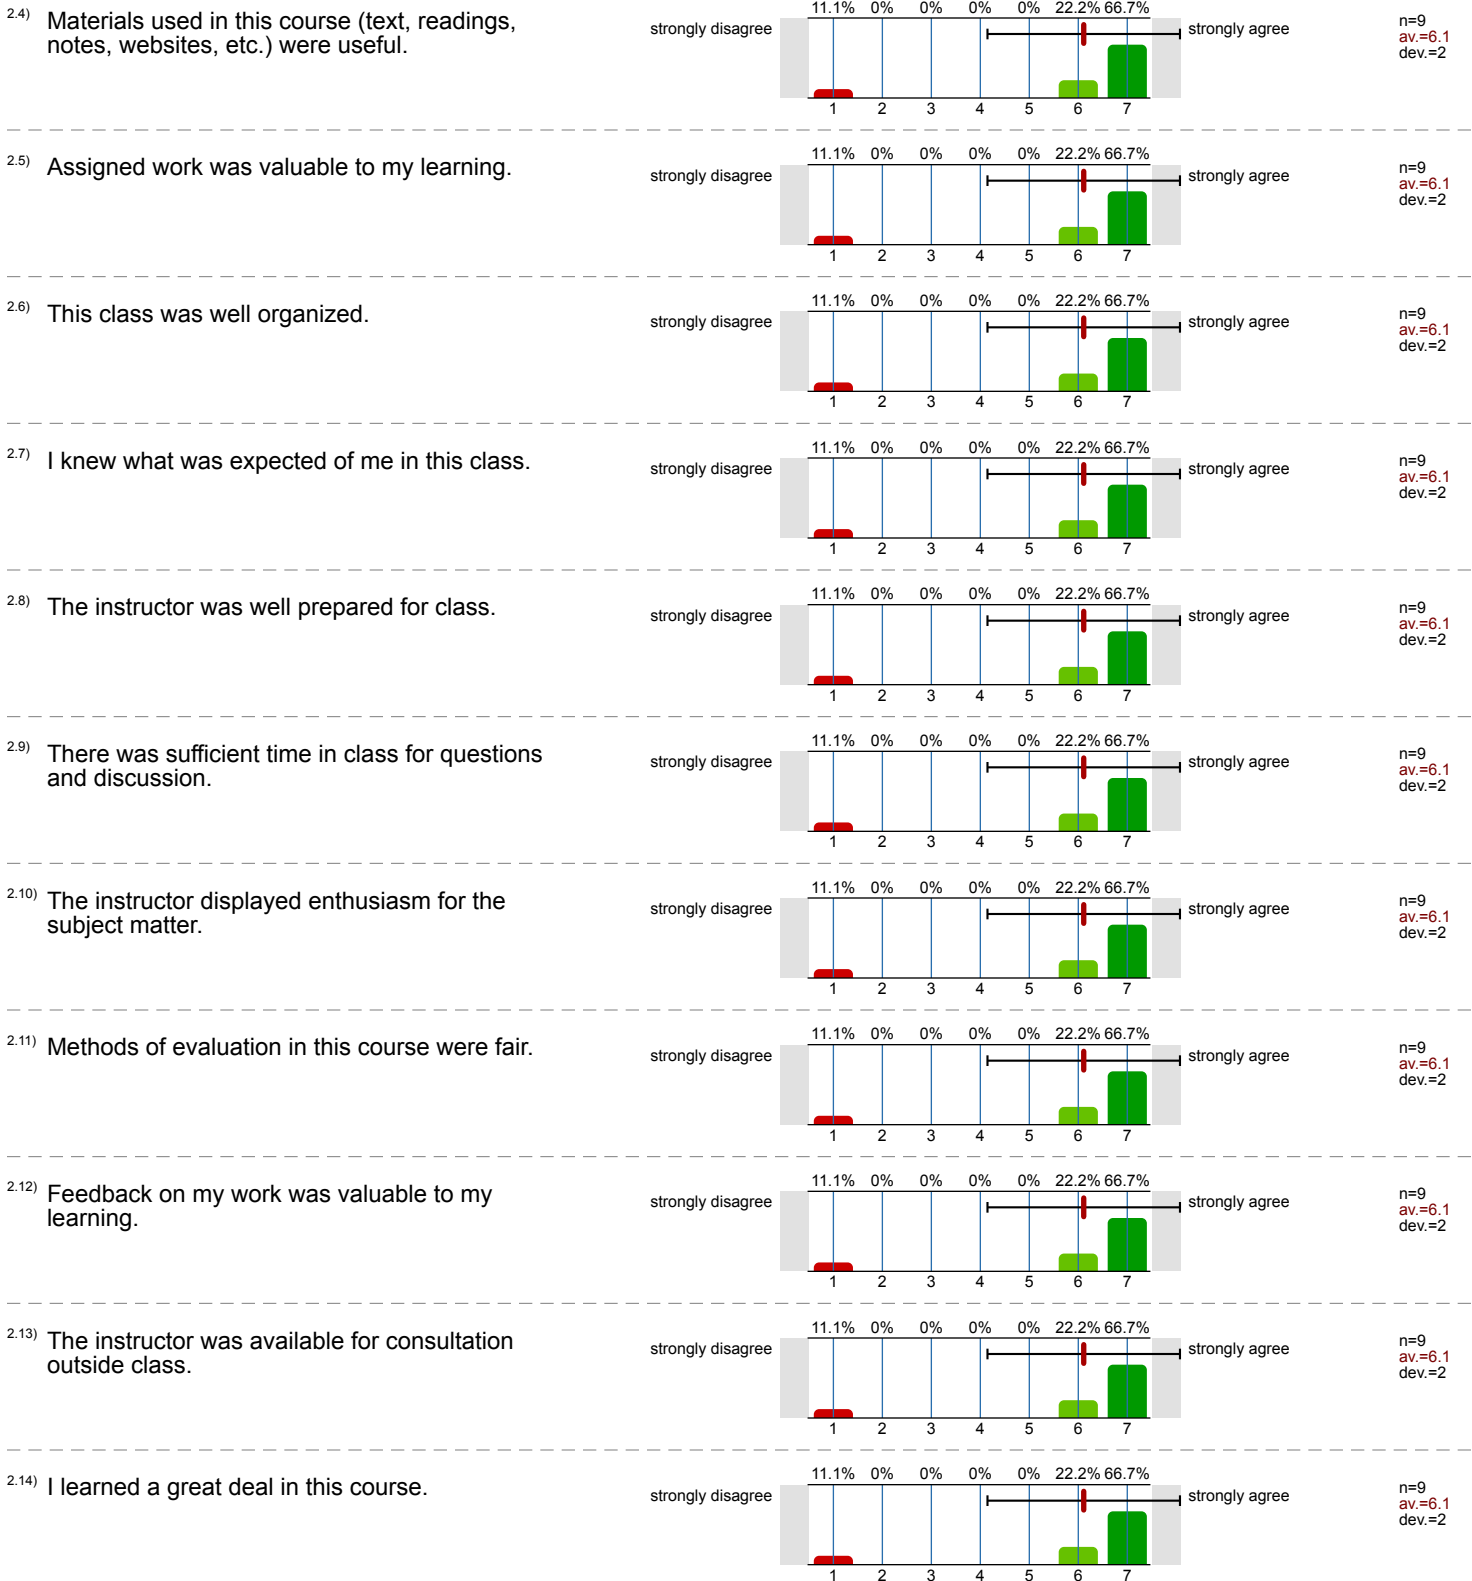 2.4) Materials used in this course (text, readings,
notes, websites, etc.) were useful.
strongly disagree
11.1% 0% 0% 0% 0% 22.2% 66.7%
1 2 3 4 5 6 7
strongly agree
n=9
av.=6.1
dev.=2
2.5) Assigned work was valuable to my learning.
strongly disagree
11.1% 0% 0% 0% 0% 22.2% 66.7%
1 2 3 4 5 6 7
strongly agree
n=9
av.=6.1
dev.=2
2.6) This class was well organized.
strongly disagree
11.1% 0% 0% 0% 0% 22.2% 66.7%
1 2 3 4 5 6 7
strongly agree
n=9
av.=6.1
dev.=2
2.7) I knew what was expected of me in this class.
strongly disagree
11.1% 0% 0% 0% 0% 22.2% 66.7%
1 2 3 4 5 6 7
strongly agree
n=9
av.=6.1
dev.=2
2.8) The instructor was well prepared for class.
strongly disagree
11.1% 0% 0% 0% 0% 22.2% 66.7%
1 2 3 4 5 6 7
strongly agree
n=9
av.=6.1
dev.=2
2.9) There was sufficient time in class for questions
and discussion.
strongly disagree
11.1% 0% 0% 0% 0% 22.2% 66.7%
1 2 3 4 5 6 7
strongly agree
n=9
av.=6.1
dev.=2
2.10) The instructor displayed enthusiasm for the
subject matter.
strongly disagree
11.1% 0% 0% 0% 0% 22.2% 66.7%
1 2 3 4 5 6 7
strongly agree
n=9
av.=6.1
dev.=2
2.11) Methods of evaluation in this course were fair.
strongly disagree
11.1% 0% 0% 0% 0% 22.2% 66.7%
1 2 3 4 5 6 7
strongly agree
n=9
av.=6.1
dev.=2
2.12) Feedback on my work was valuable to my
learning.
strongly disagree
11.1% 0% 0% 0% 0% 22.2% 66.7%
1 2 3 4 5 6 7
strongly agree
n=9
av.=6.1
dev.=2
2.13) The instructor was available for consultation
outside class.
strongly disagree
11.1% 0% 0% 0% 0% 22.2% 66.7%
1 2 3 4 5 6 7
strongly agree
n=9
av.=6.1
dev.=2
2.14) I learned a great deal in this course.
strongly disagree
11.1% 0% 0% 0% 0% 22.2% 66.7%
1 2 3 4 5 6 7
strongly agree
n=9
av.=6.1
dev.=2